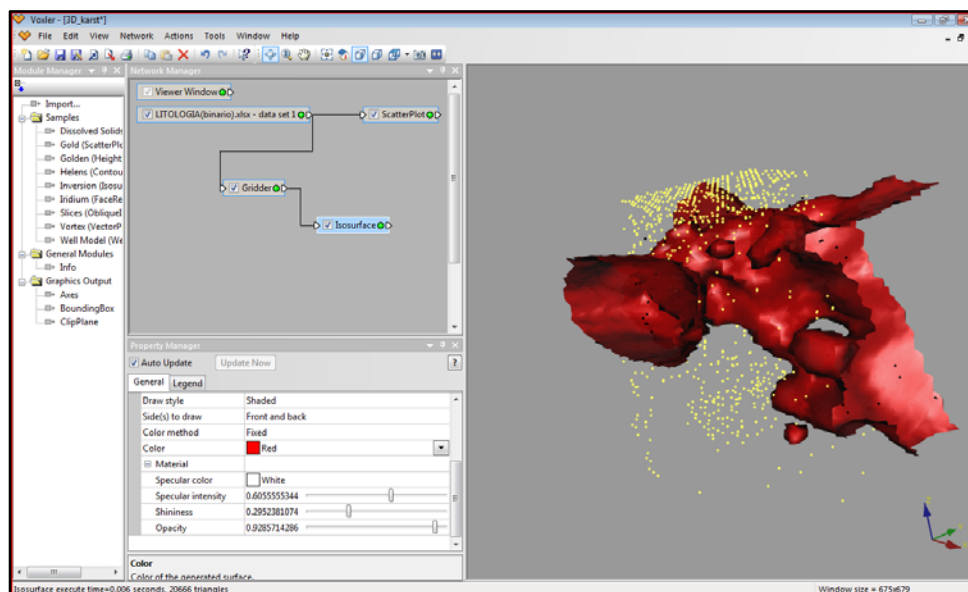 Voxler - [3D_karst*]
File Edit View Network Actions Tools Window Help
Module Manager
Import...
Samples
Dissolved Solids
Gold (ScatterPlo
Golden (Height
Helens (Contou
Inversion (Isosu
Iridium (FaceRe
Slices (ObliqueI
Vortex (VectorP
Well Model (We
General Modules
Info
Graphics Output
Axes
BoundingBox
ClipPlane
Network Manager
Viewer Window
LITOLOGIA(binario).xlsx - data set 1
ScatterPlot
Gridder
Isosurface
Property Manager
Auto Update Update Now
General Legend
Draw style Shaded
Side(s) to draw Front and back
Color method Fixed
Color Red
Material
Specular color White
Specular intensity 0.6055555344
Shininess 0.2952381074
Opacity 0.9285714286
Color
Color of the generated surface.
Isosurface execute time=0.006 seconds, 20666 triangles
Window size = 675x679